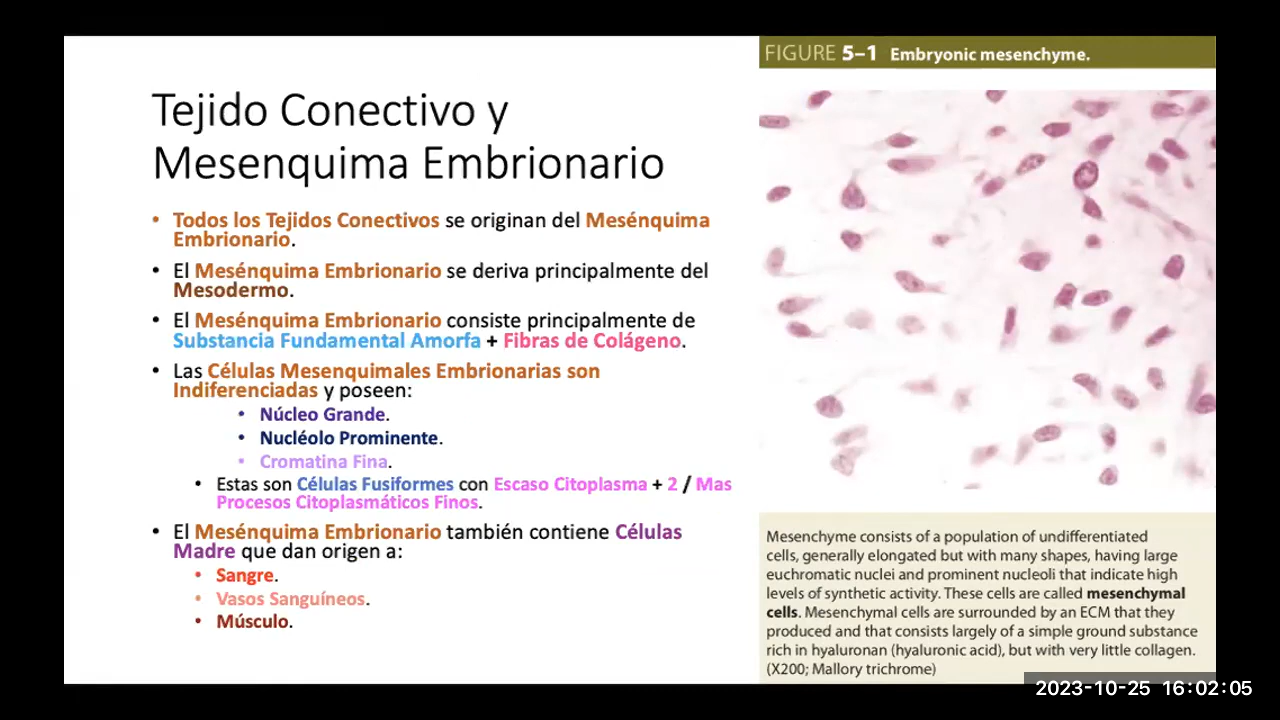 Tejido Conectivo y
Mesenquima Embrionario
• Todos los Tejidos Conectivos se originan del Mesénquima
Embrionario.
• El Mesénquima Embrionario se deriva principalmente del
Mesodermo.
• El Mesénquima Embrionario consiste principalmente de
Substancia Fundamental Amorfa + Fibras de Colágeno.
• Las Células Mesenquimales Embrionarias son
Indiferenciadas y poseen:
• Núcleo Grande.
• Nucléolo Prominente.
• Cromatina Fina.
• Estas son Células Fusiformes con Escaso Citoplasma + 2 / Mas
Procesos Citoplasmáticos Finos.
• El Mesénquima Embrionario también contiene Células
Madre que dan origen a:
• Sangre.
• Vasos Sanguíneos.
• Músculo.
FIGURE 5–1 Embryonic mesenchyme.
Mesenchyme consists of a population of undifferentiated
cells, generally elongated but with many shapes, having large
euchromatic nuclei and prominent nucleoli that indicate high
levels of synthetic activity. These cells are called mesenchymal
cells. Mesenchymal cells are surrounded by an ECM that they
produced and that consists largely of a simple ground substance
rich in hyaluronan (hyaluronic acid), but with very little collagen.
(X200; Mallory trichrome)
2023-10-25 16:02:05